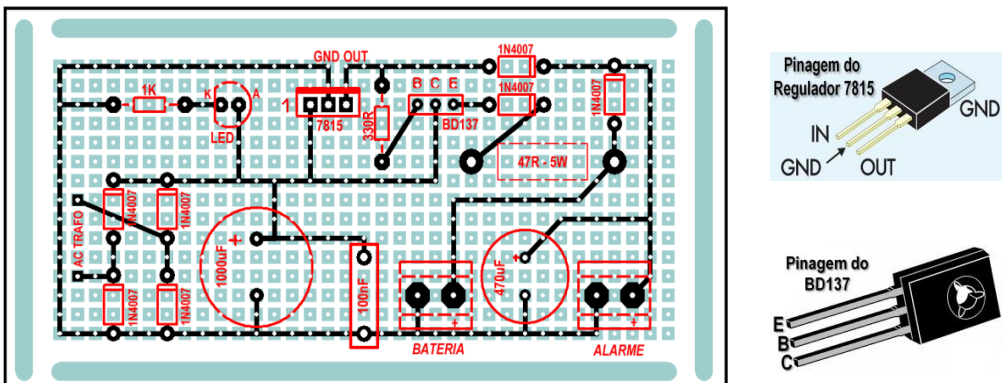 1N4007
GND OUT
1K
K
A
LED
1
7815
330R
B C E
BD137
1N4007
1N4007
47R - 5W
AC TRAFO
1N4007
1N4007
1N4007
1N4007
+
1000uF
100nF
+
BATERIA
+
470uF
+
ALARME
Pinagem do
Regulador 7815
IN
GND
OUT
GND
Pinagem do
BD137
E
B
C